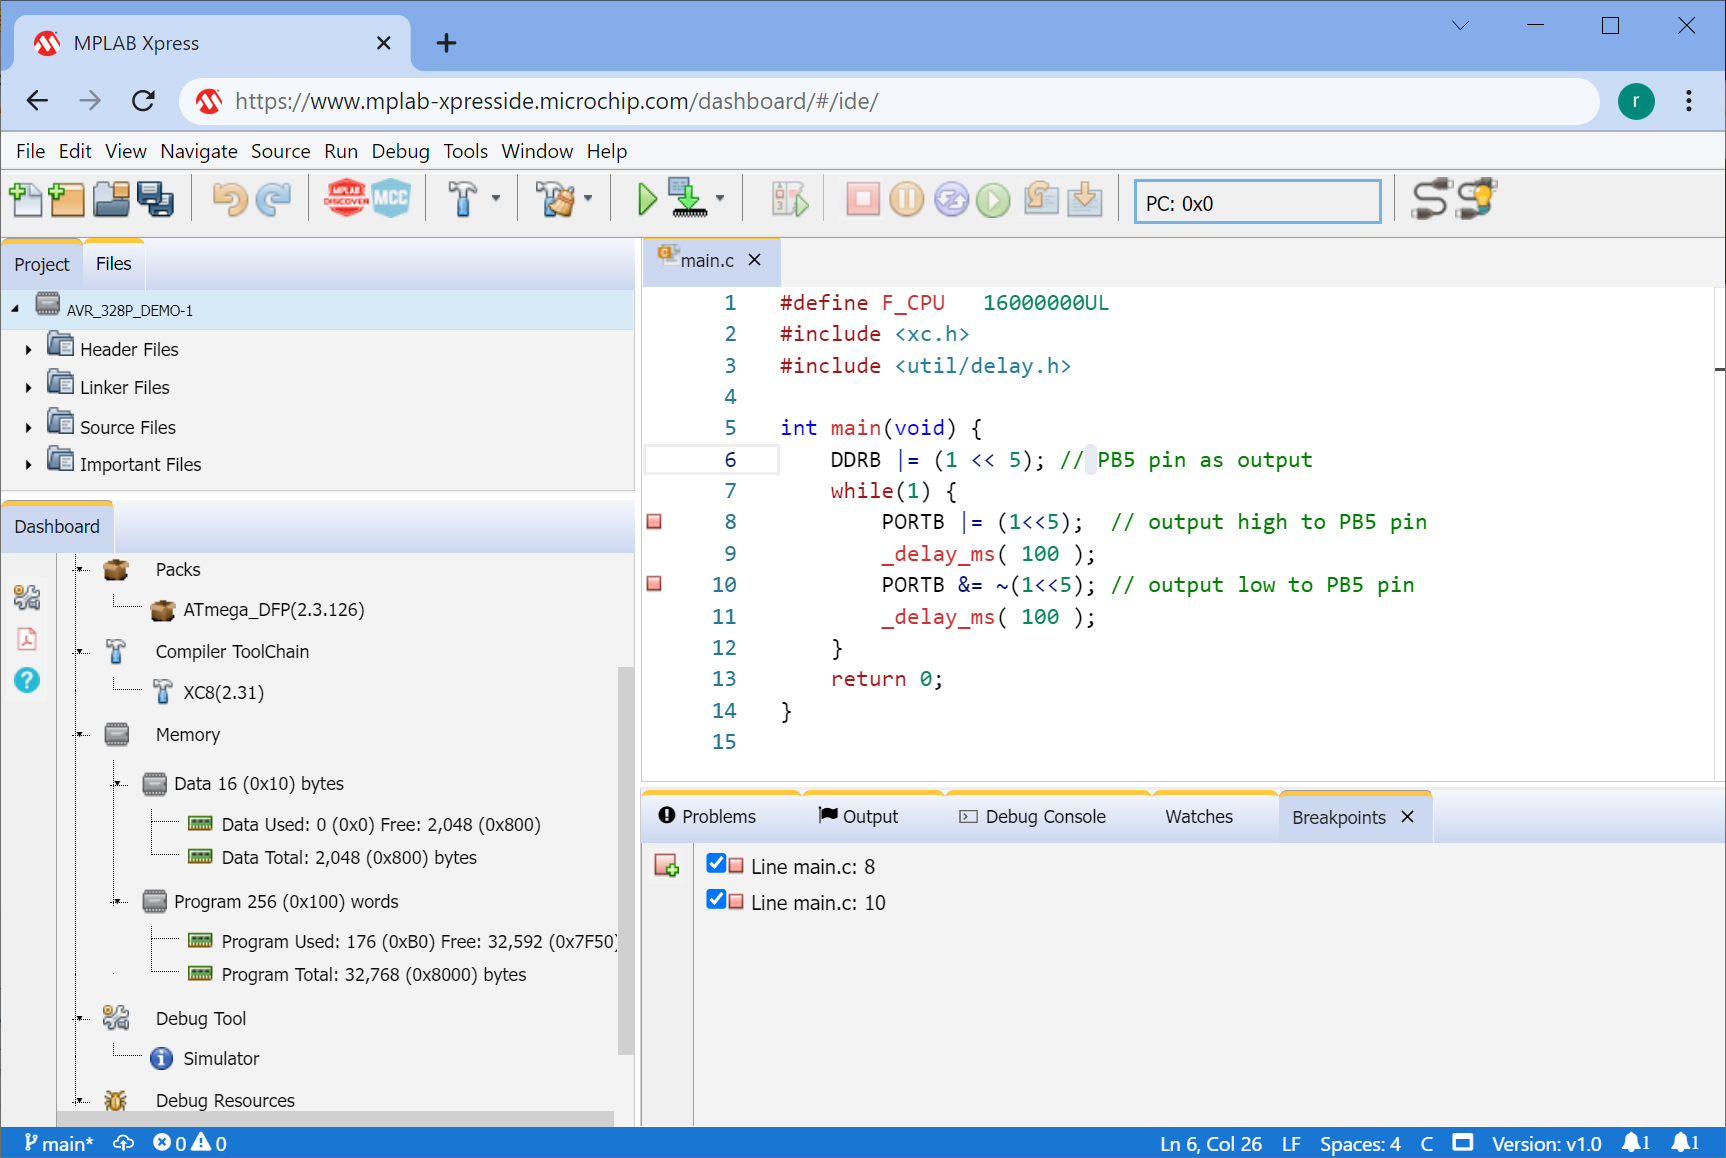 MPLAB Xpress
https://www.mplab-xpresside.microchip.com/dashboard/#/ide/
r
File Edit View Navigate Source Run Debug Tools Window Help
MPLAB DISCOVER
MCC
PC: 0x0
Project Files
AVR_328P_DEMO-1
Header Files
Linker Files
Source Files
Important Files
Dashboard
Packs
ATmega_DFP(2.3.126)
Compiler ToolChain
XC8(2.31)
Memory
Data 16 (0x10) bytes
Data Used: 0 (0x0) Free: 2,048 (0x800)
Data Total: 2,048 (0x800) bytes
Program 256 (0x100) words
Program Used: 176 (0xB0) Free: 32,592 (0x7F50)
Program Total: 32,768 (0x8000) bytes
Debug Tool
Simulator
Debug Resources
main.c
1 #define F_CPU   16000000UL
2 #include <xc.h>
3 #include <util/delay.h>
4
5 int main(void) {
6     DDRB |= (1 << 5); // PB5 pin as output
7     while(1) {
8         PORTB |= (1<<5);  // output high to PB5 pin
9         _delay_ms( 100 );
10         PORTB &= ~(1<<5); // output low to PB5 pin
11         _delay_ms( 100 );
12     }
13     return 0;
14 }
15
Problems Output Debug Console Watches Breakpoints
Line main.c: 8
Line main.c: 10
main* 0 0 Ln 6, Col 26 LF Spaces: 4 C Version: v1.0 1 1